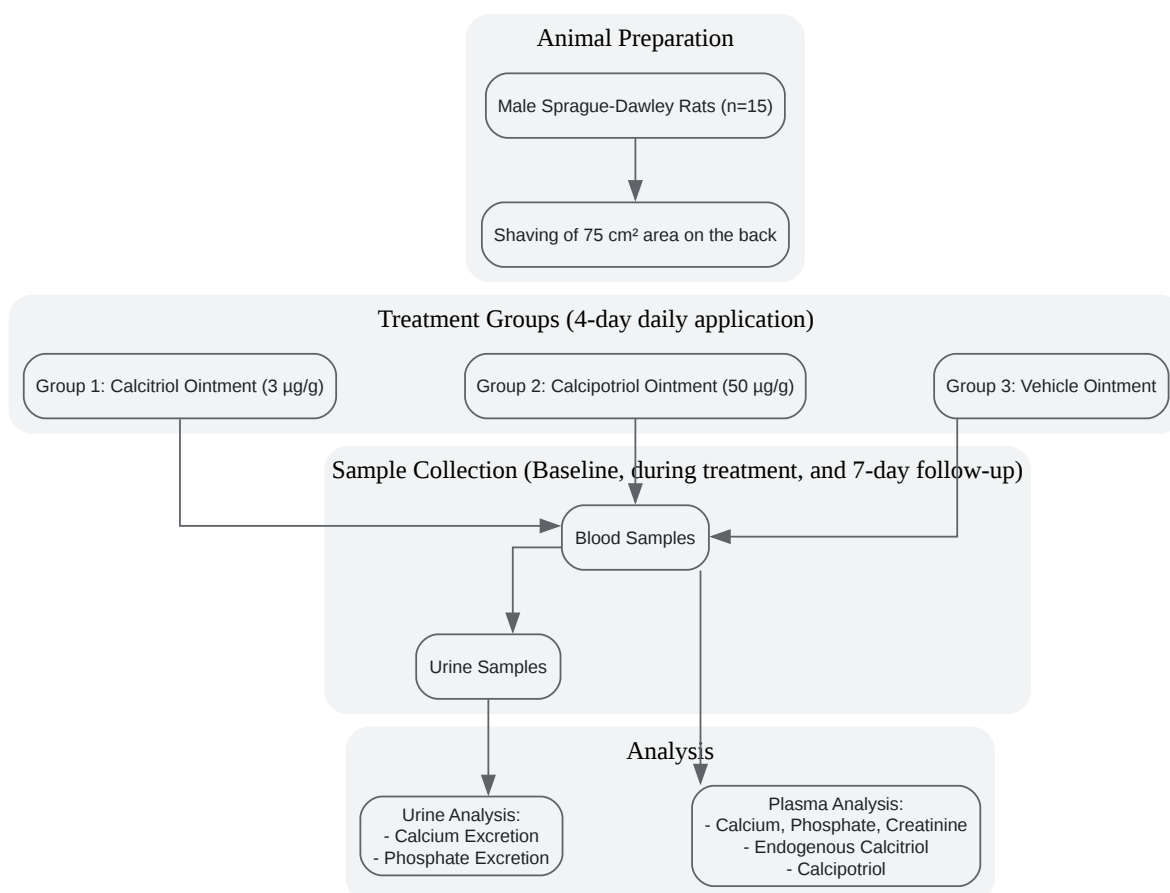 Animal Preparation
Male Sprague-Dawley Rats (n=15)
Shaving of 75 cm² area on the back
Treatment Groups (4-day daily application)
Group 1: Calcitriol Ointment (3 µg/g)
Group 2: Calcipotriol Ointment (50 µg/g)
Group 3: Vehicle Ointment
Sample Collection (Baseline, during treatment, and 7-day follow-up)
Blood Samples
Urine Samples
Analysis
Urine Analysis:
- Calcium Excretion
- Phosphate Excretion
Plasma Analysis:
- Calcium, Phosphate, Creatinine
- Endogenous Calcitriol
- Calcipotriol